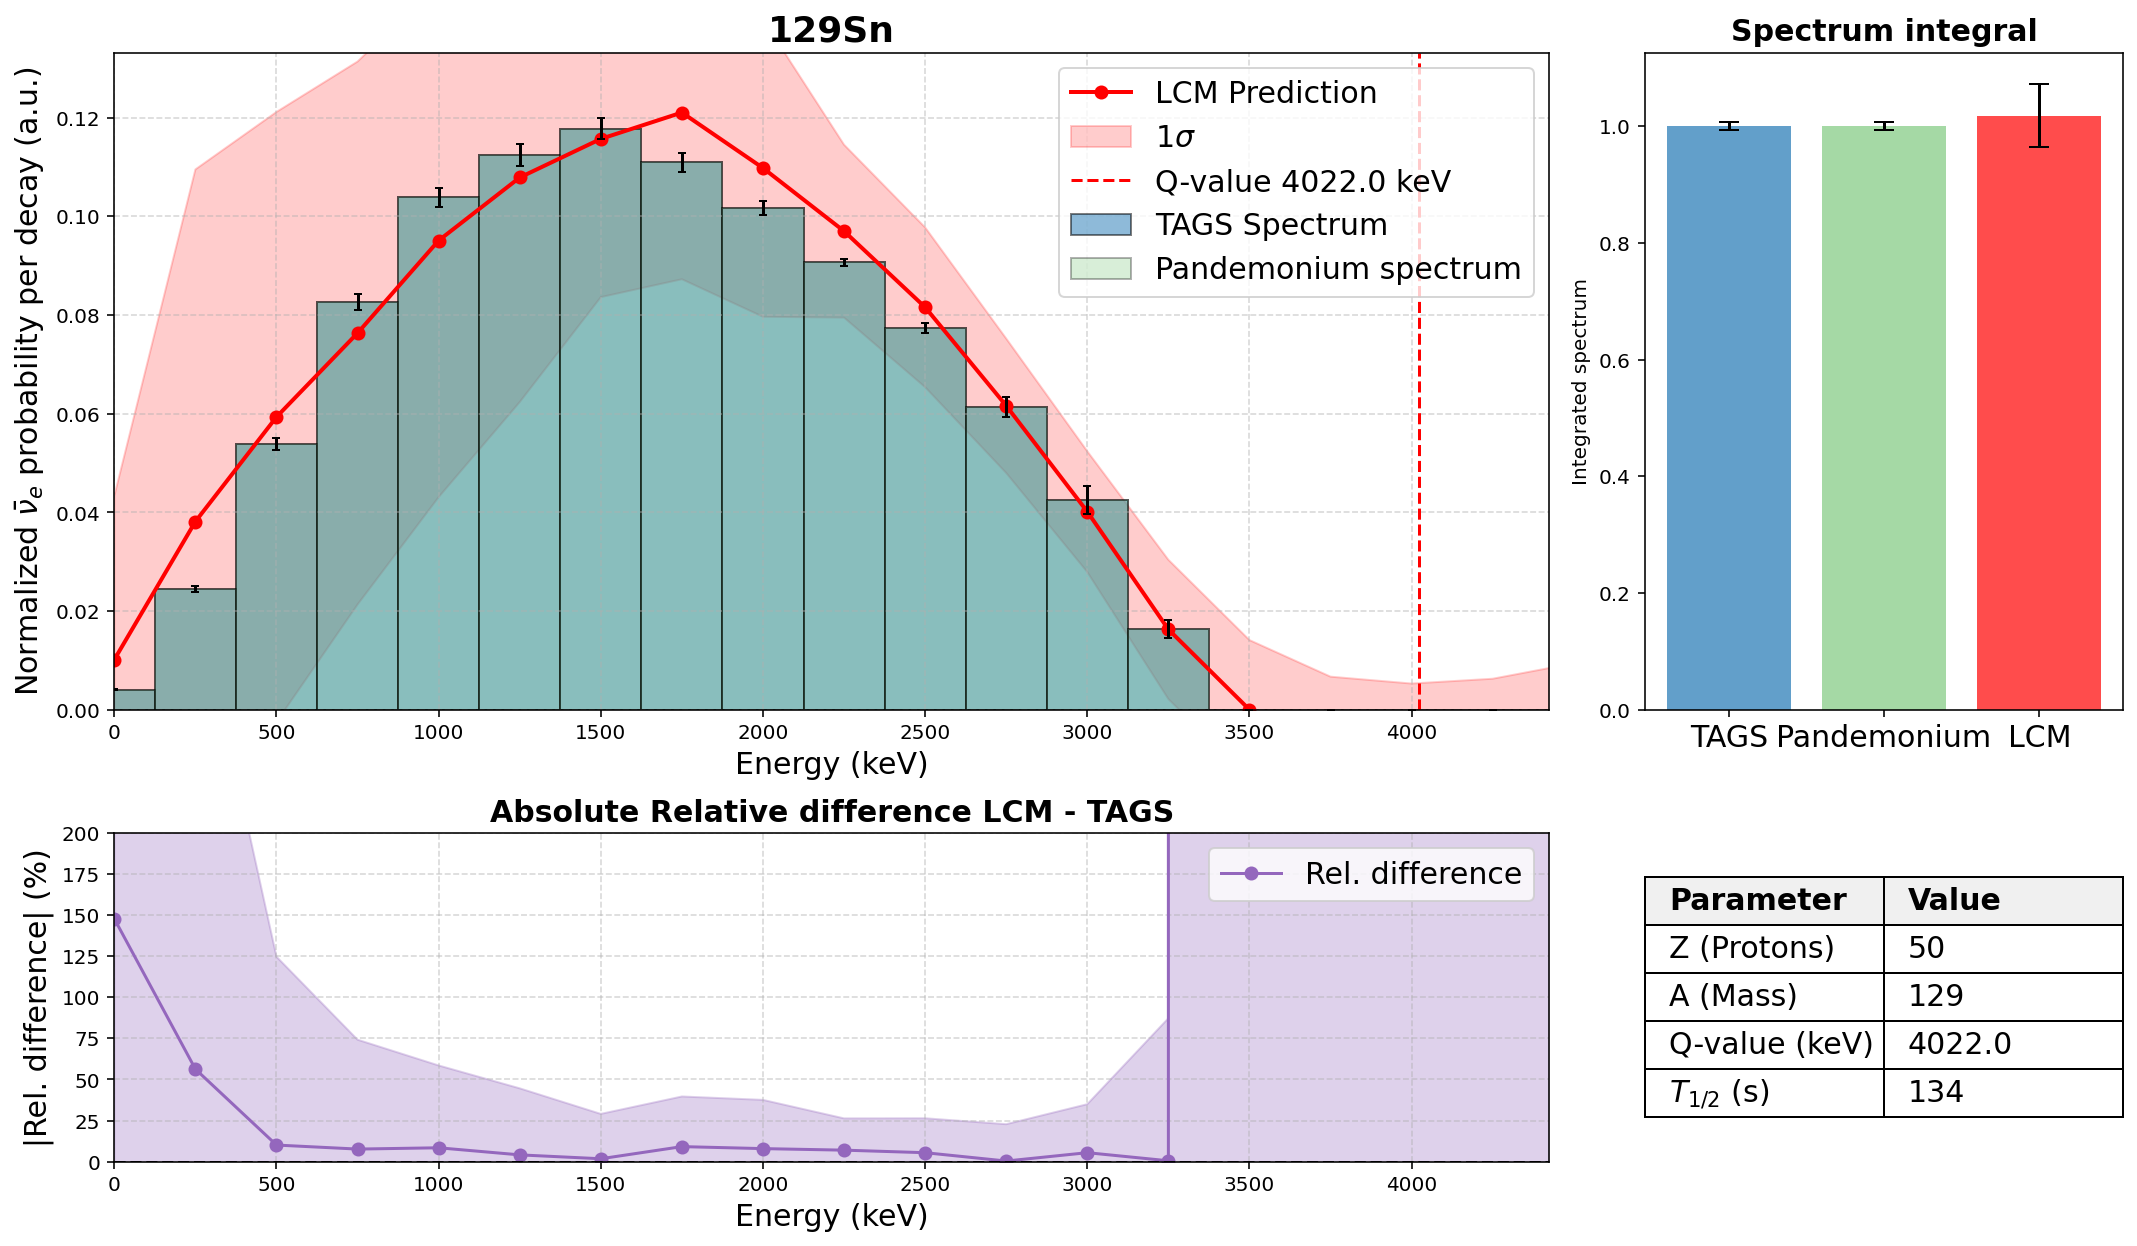 129Sn
Normalized ν̄e probability per decay (a.u.)
0.12
0.10
0.08
0.06
0.04
0.02
0.00
LCM Prediction
1σ
Q-value 4022.0 keV
TAGS Spectrum
Pandemonium spectrum
0 500 1000 1500 2000 2500 3000 3500 4000
Energy (keV)
Spectrum integral
Integrated spectrum
1.0
0.8
0.6
0.4
0.2
0.0
TAGS Pandemonium LCM
Absolute Relative difference LCM - TAGS
|Rel. difference| (%)
200
175
150
125
100
75
50
25
0
Rel. difference
0 500 1000 1500 2000 2500 3000 3500 4000
Energy (keV)
Parameter Value
Z (Protons) 50
A (Mass) 129
Q-value (keV) 4022.0
T1/2 (s) 134